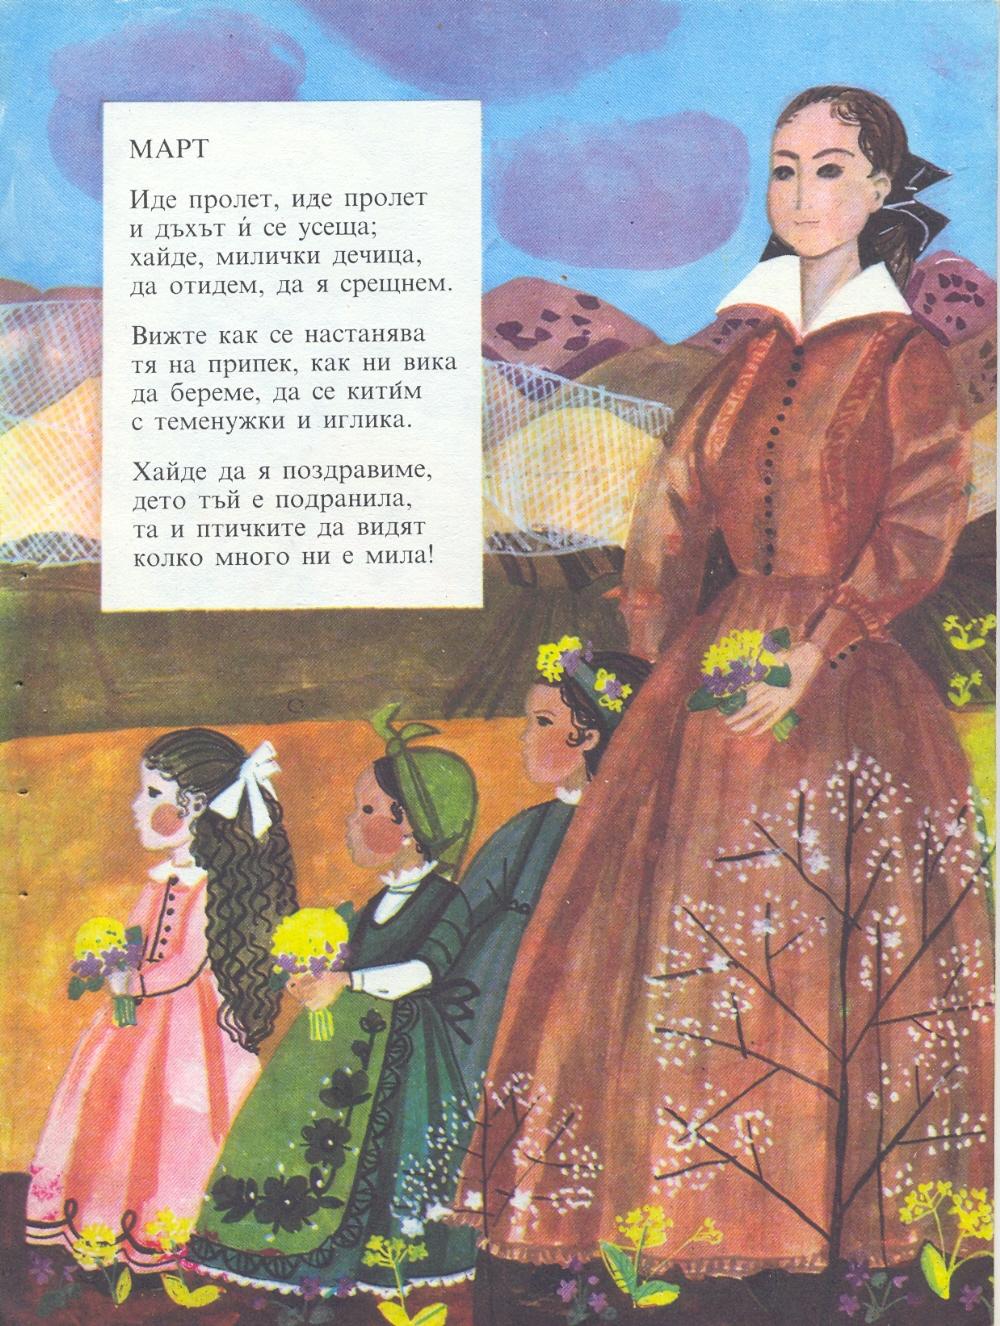 МАРТ
Иде пролет, иде пролет
и дъхът ѝ се усеща;
хайде, милички дечица,
да отидем, да я срещнем.
Вижте как се настанява
тя на припек, как ни вика
да береме, да се кити́м
с теменужки и иглика.
Хайде да я поздравиме,
дето тъй е подранила,
та и птичките да видят
колко много ни е мила!